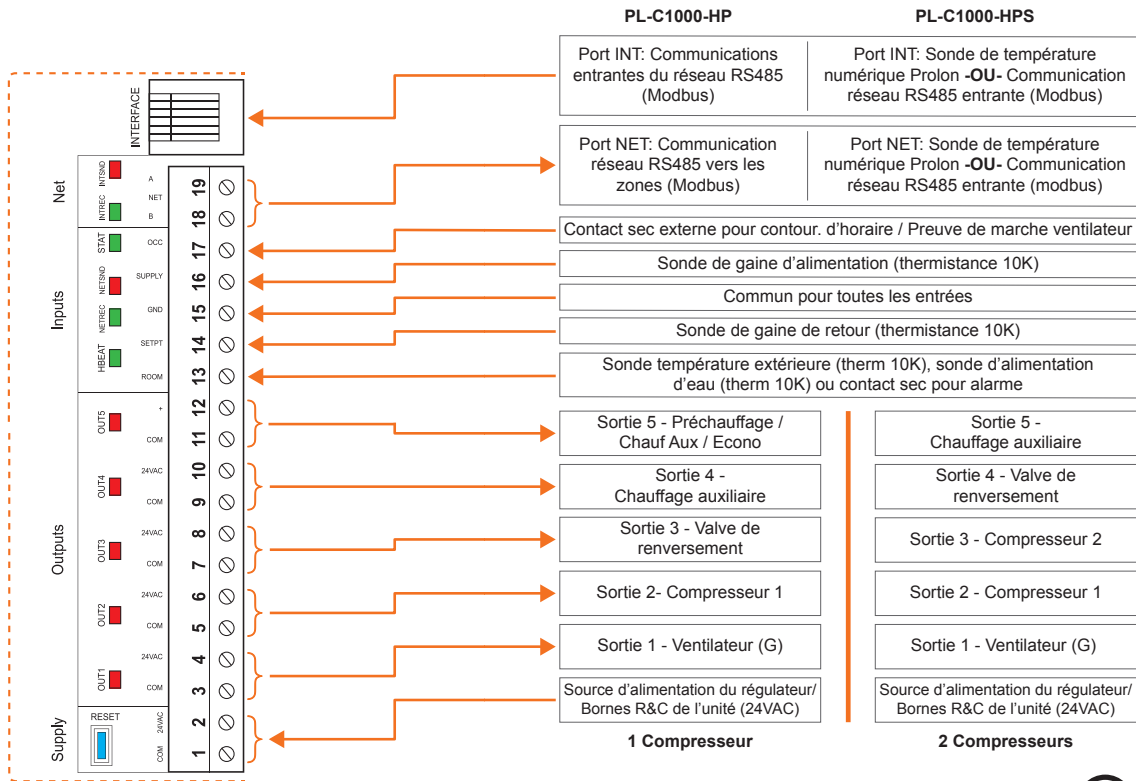 PL-C1000-HP
PL-C1000-HPS
Port INT: Communications
entrantes du réseau RS485
(Modbus)
Port INT: Sonde de température
numérique Prolon -OU- Communication
réseau RS485 entrante (Modbus)
Port NET: Communication
réseau RS485 vers les
zones (Modbus)
Port NET: Sonde de température
numérique Prolon -OU- Communication
réseau RS485 entrante (modbus)
Contact sec externe pour contour. d'horaire / Preuve de marche ventilateur
Sonde de gaine d'alimentation (thermistance 10K)
Commun pour toutes les entrées
Sonde de gaine de retour (thermistance 10K)
Sonde température extérieure (therm 10K), sonde d'alimentation
d'eau (therm 10K) ou contact sec pour alarme
Sortie 5 - Préchauffage /
Chauf Aux / Econo
Sortie 5 -
Chauffage auxiliaire
Sortie 4 -
Chauffage auxiliaire
Sortie 4 - Valve de
renversement
Sortie 3 - Valve de
renversement
Sortie 3 - Compresseur 2
Sortie 2- Compresseur 1
Sortie 2 - Compresseur 1
Sortie 1 - Ventilateur (G)
Sortie 1 - Ventilateur (G)
Source d'alimentation du régulateur/
Bornes R&C de l'unité (24VAC)
Source d'alimentation du régulateur/
Bornes R&C de l'unité (24VAC)
1 Compresseur
2 Compresseurs
INTERFACE
Net
INTSND
INTREC
A
NET
B
19
18
Inputs
STAT
NETSND
NETREC
HBEAT
OCC
SUPPLY
GND
SETPT
ROOM
17
16
15
14
13
Outputs
OUT5
+
COM
12
11
OUT4
24VAC
COM
10
9
OUT3
24VAC
COM
8
7
OUT2
24VAC
COM
6
5
OUT1
24VAC
COM
4
3
Supply
RESET
24VAC
COM
2
1